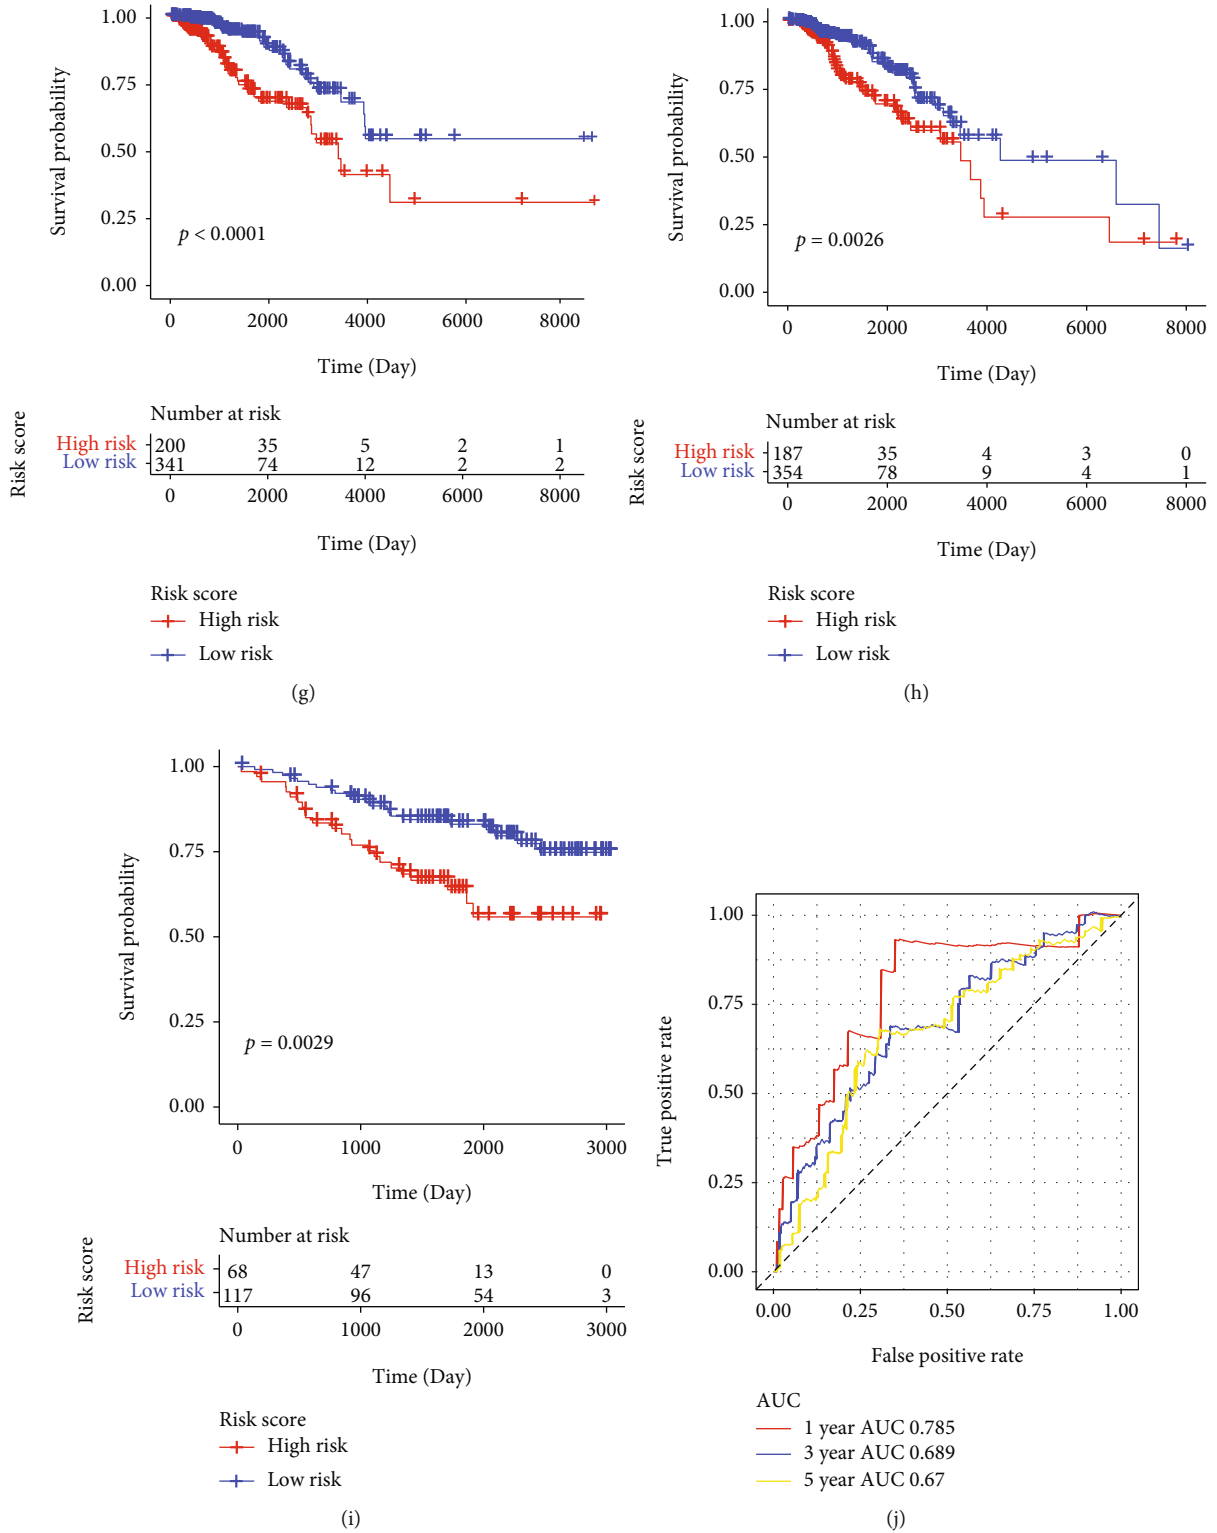 1.00
0.75
0.50
0.25
0.00
Survival probability
p < 0.0001
0 2000 4000 6000 8000
Time (Day)
Number at risk
Risk score
High risk 200 35 5 2 1
Low risk 341 74 12 2 2
0 2000 4000 6000 8000
Time (Day)
Risk score
High risk
Low risk
(g)
1.00
0.75
0.50
0.25
0.00
Survival probability
p = 0.0026
0 2000 4000 6000 8000
Time (Day)
Number at risk
Risk score
High risk 187 35 4 3 0
Low risk 354 78 9 4 1
0 2000 4000 6000 8000
Time (Day)
Risk score
High risk
Low risk
(h)
1.00
0.75
0.50
0.25
0.00
Survival probability
p = 0.0029
0 1000 2000 3000
Time (Day)
Number at risk
Risk score
High risk 68 47 13 0
Low risk 117 96 54 3
0 1000 2000 3000
Time (Day)
Risk score
High risk
Low risk
(i)
1.00
0.75
0.50
0.25
0.00
True positive rate
0.00 0.25 0.50 0.75 1.00
False positive rate
AUC
1 year AUC 0.785
3 year AUC 0.689
5 year AUC 0.67
(j)